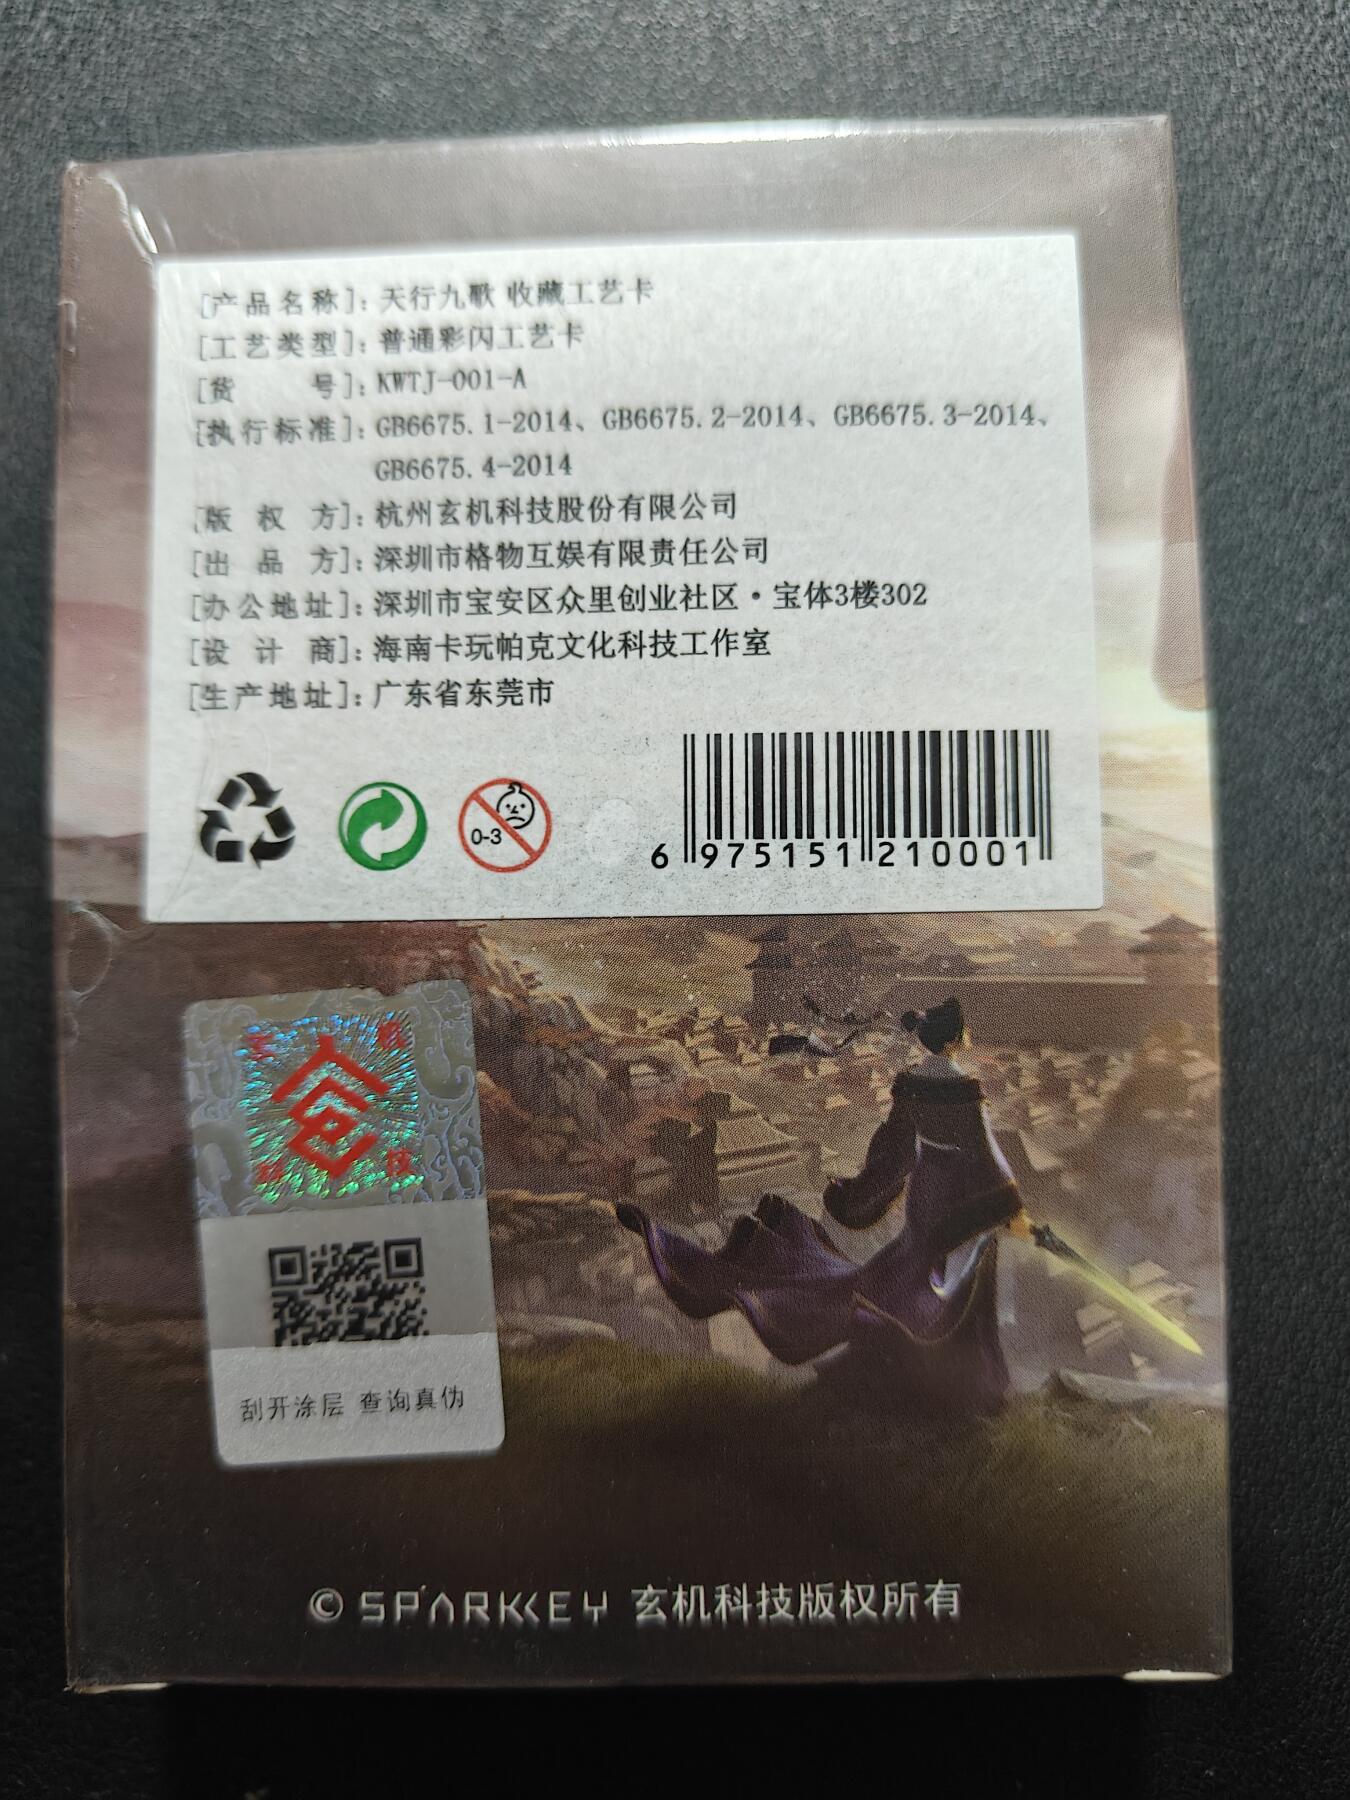 [产品名称]：天行九歌 收藏工艺卡
[工艺类型]：普通彩闪工艺卡
[货 号]：KWTJ-001-A
[执行标准]：GB6675.1-2014、GB6675.2-2014、GB6675.3-2014、
GB6675.4-2014
[版 权 方]：杭州玄机科技股份有限公司
[出 品 方]：深圳市格物互娱有限责任公司
[办公地址]：深圳市宝安区众里创业社区·宝体3楼302
[设 计 商]：海南卡玩帕克文化科技工作室
[生产地址]：广东省东莞市
0-3
6 975151 210001
玄机
科技
刮开涂层 查询真伪
© SPARKKEY 玄机科技版权所有